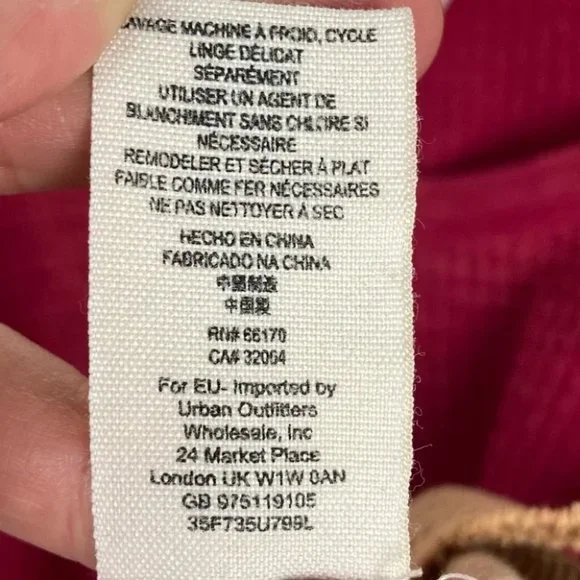 LAVAGE MACHINE À FROID, CYCLE
LINGE DÉLICAT
SÉPARÉMENT
UTILISER UN AGENT DE
BLANCHIMENT SANS CHLORE SI
NÉCESSAIRE
REMODELER ET SÉCHER À PLAT
FAIBLE COMME FER NÉCESSAIRES
NE PAS NETTOYER A SEC
HECHO EN CHINA
FABRICADO NA CHINA
中國制造
中國製
RN# 66170
CA# 32064
For EU- Imported by
Urban Outfitters
Wholesale, Inc
24 Market Place
London UK W1W 0AN
GB 975119105
35F735U799L